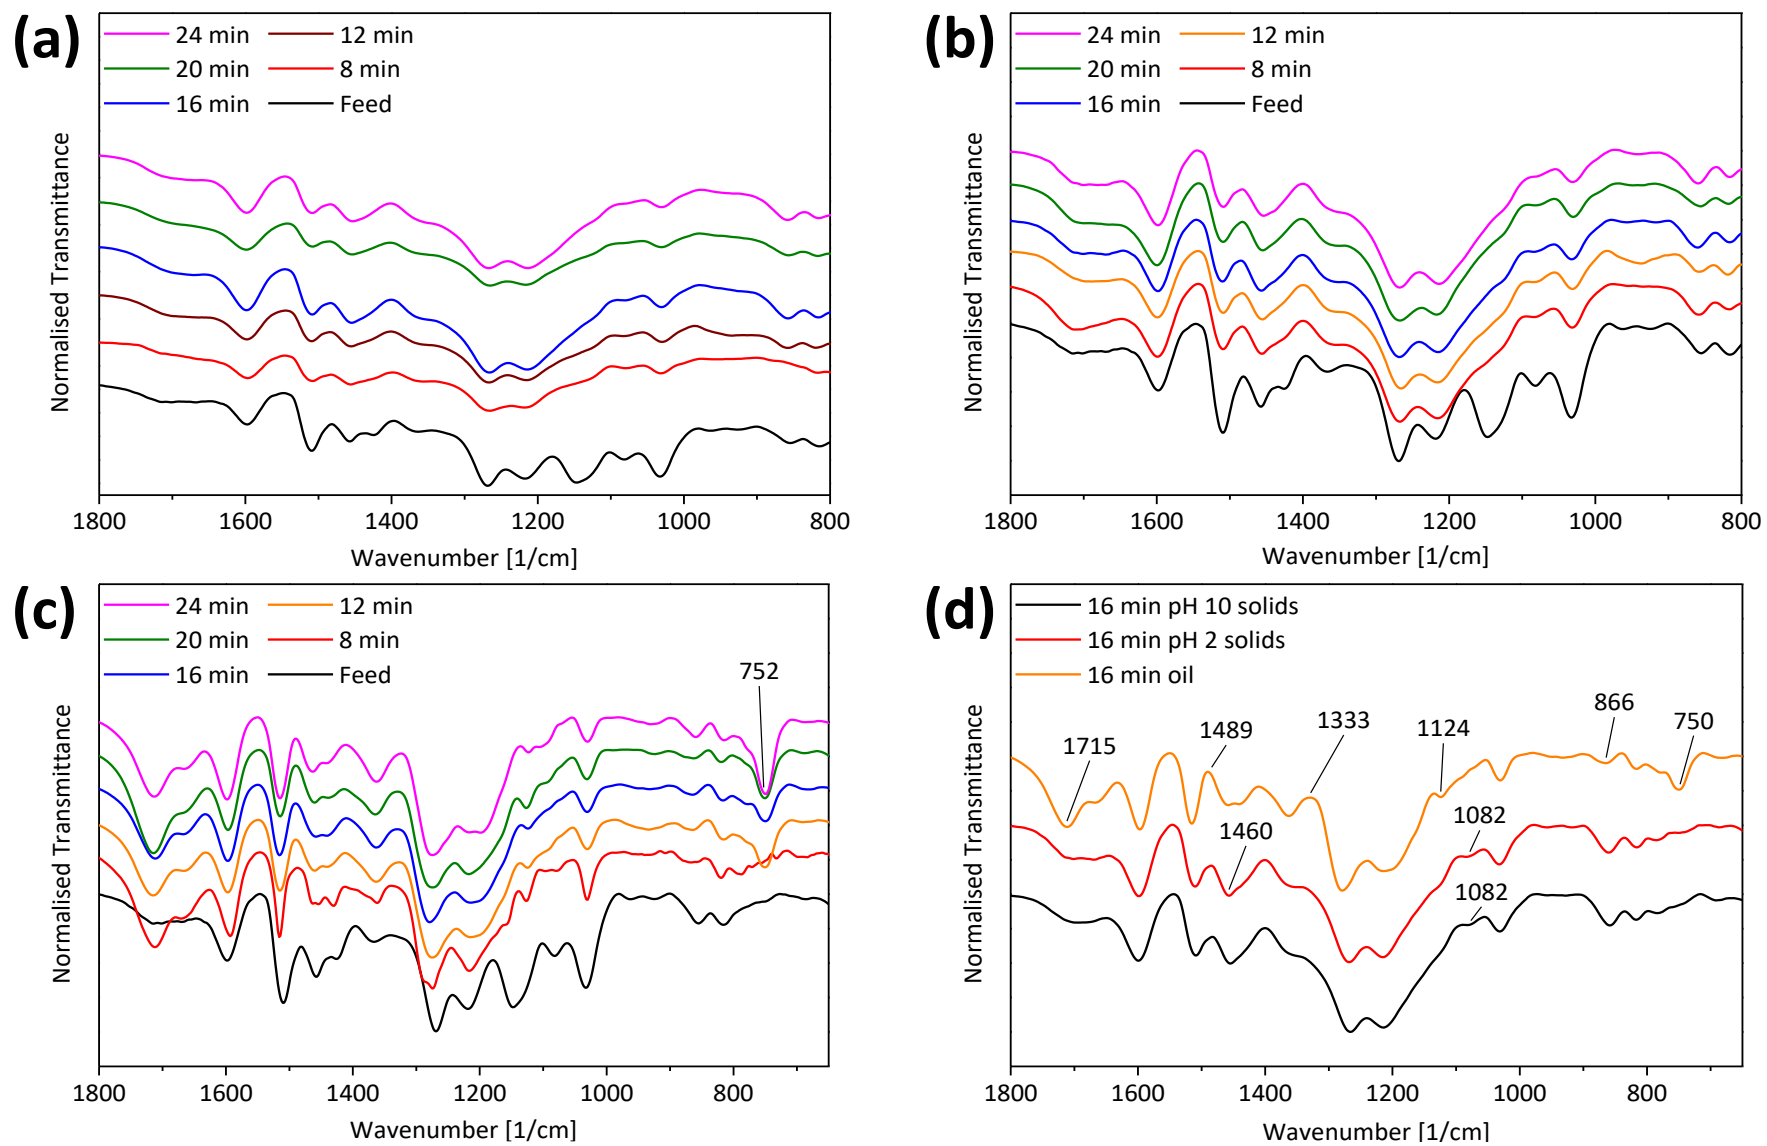 (a)
24 min
12 min
20 min
8 min
16 min
Feed
Normalised Transmittance
1800
1600
1400
1200
1000
800
Wavenumber [1/cm]
(b)
24 min
12 min
20 min
8 min
16 min
Feed
Normalised Transmittance
1800
1600
1400
1200
1000
800
Wavenumber [1/cm]
(c)
24 min
12 min
20 min
8 min
16 min
Feed
752
Normalised Transmittance
1800
1600
1400
1200
1000
800
Wavenumber [1/cm]
(d)
16 min pH 10 solids
16 min pH 2 solids
16 min oil
1715
1489
1333
1124
866
750
1460
1082
1082
Normalised Transmittance
1800
1600
1400
1200
1000
800
Wavenumber [1/cm]